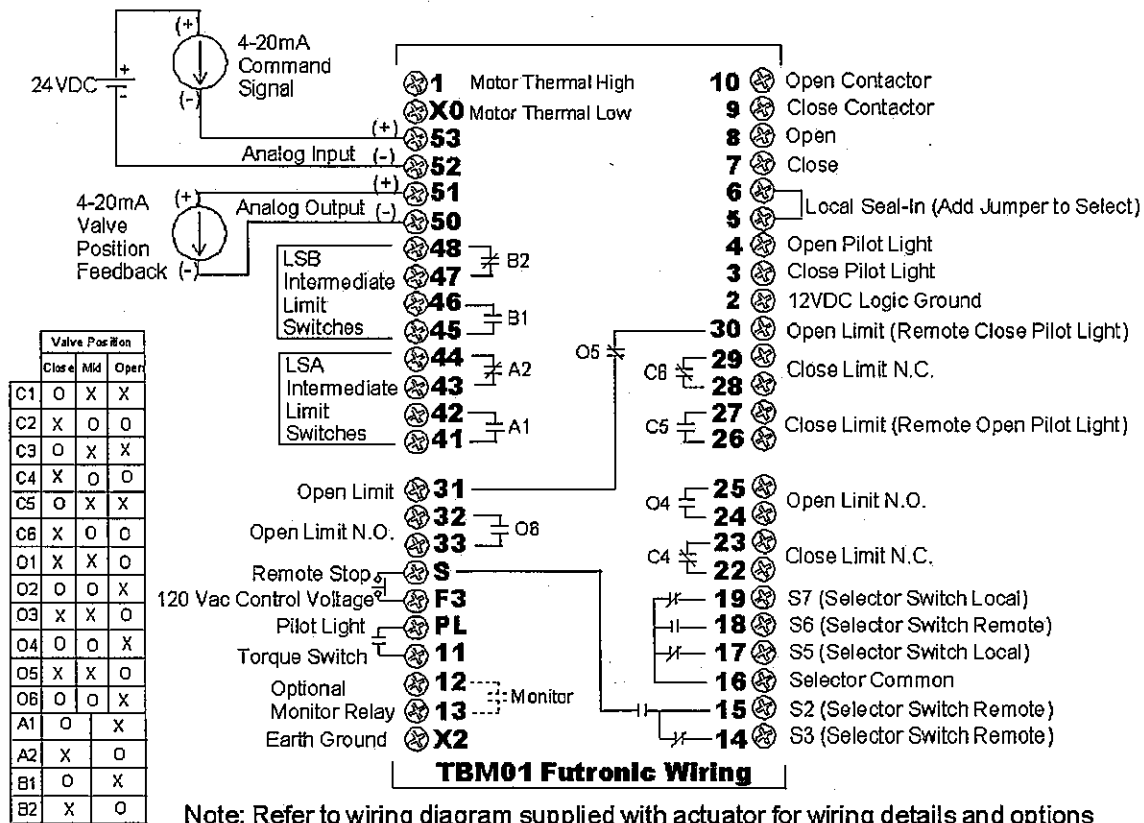 (+)
4-20mA
Command
Signal
24VDC
+
-
(-)
1 Motor Thermal High
X0 Motor Thermal Low
(+) 53
Analog Input (-) 52
(+) 51
Analog Output (-) 50
4-20mA
Valve
Position
Feedback
(+)
(-)
48
47
B2
LSB
Intermediate
Limit
Switches
46
45
B1
44
43
A2
LSA
Intermediate
Limit
Switches
42
41
A1
Open Limit 31
Open Limit N.O. 32
33
O6
Remote Stop S
120 Vac Control Voltage F3
Pilot Light PL
Torque Switch 11
Optional
Monitor Relay
12
13
Monitor
Earth Ground X2
10 Open Contactor
9 Close Contactor
8 Open
7 Close
6
5
Local Seal-In (Add Jumper to Select)
4 Open Pilot Light
3 Close Pilot Light
2 12VDC Logic Ground
O5
30 Open Limit (Remote Close Pilot Light)
C6
29
28
Close Limit N.C.
C5
27
26
Close Limit (Remote Open Pilot Light)
O4
25
24
Open Linit N.O.
C4
23
22
Close Limit N.C.
19 S7 (Selector Switch Local)
18 S6 (Selector Switch Remote)
17 S5 (Selector Switch Local)
16 Selector Common
15 S2 (Selector Switch Remote)
14 S3 (Selector Switch Remote)
TBM01 Futronic Wiring
Valve Position
Close Mid Open
C1 O X X
C2 X O O
C3 O X X
C4 X O O
C5 O X X
C6 X O O
O1 X X O
O2 O O X
O3 X X O
O4 O O X
O5 X X O
O6 O O X
A1 O X
A2 X O
B1 O X
B2 X O
Note: Refer to wiring diagram supplied with actuator for wiring details and options